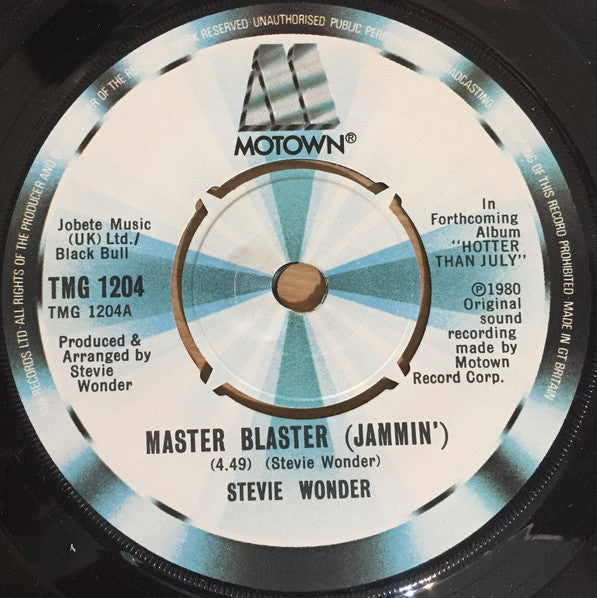 OF THE PRODUCER AND OF THE
WORK RESERVED·UNAUTHORISED PUBLIC
BROADCASTING
OF THIS RECORD PROHIBITED·MADE IN GT BRITAIN
RECORDS LTD·ALL RIGHTS
MOTOWN®
Jobete Music
(UK) Ltd./
Black Bull
TMG 1204
TMG 1204A
Produced &
Arranged by
Stevie
Wonder
In
Forthcoming
Album
"HOTTER
THAN JULY"
℗1980
Original
sound
recording
made by
Motown
Record Corp.
MASTER BLASTER (JAMMIN')
(4.49) (Stevie Wonder)
STEVIE WONDER